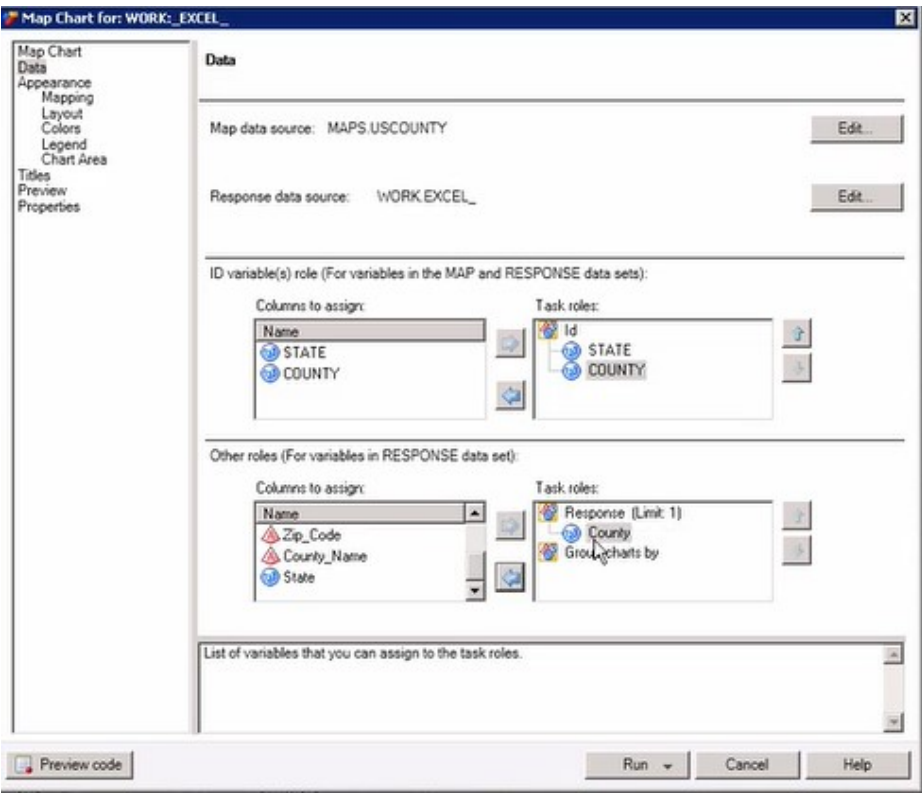 Map Chart for: WORK:_EXCEL_
Map Chart
Data
Appearance
Mapping
Layout
Colors
Legend
Chart Area
Titles
Preview
Properties
Data
Map data source: MAPS.USCOUNTY
Edit...
Response data source: WORK.EXCEL_
Edit...
ID variable(s) role (For variables in the MAP and RESPONSE data sets):
Columns to assign:
Name
STATE
COUNTY
Task roles:
Id
STATE
COUNTY
Other roles (For variables in RESPONSE data set):
Columns to assign:
Name
Zip_Code
County_Name
State
Task roles:
Response (Limit: 1)
County
charts by
List of variables that you can assign to the task roles.
Preview code
Run
Cancel
Help